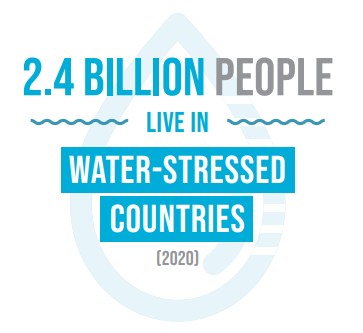 2.4 BILLION PEOPLE
LIVE IN
WATER-STRESSED
COUNTRIES
(2020)